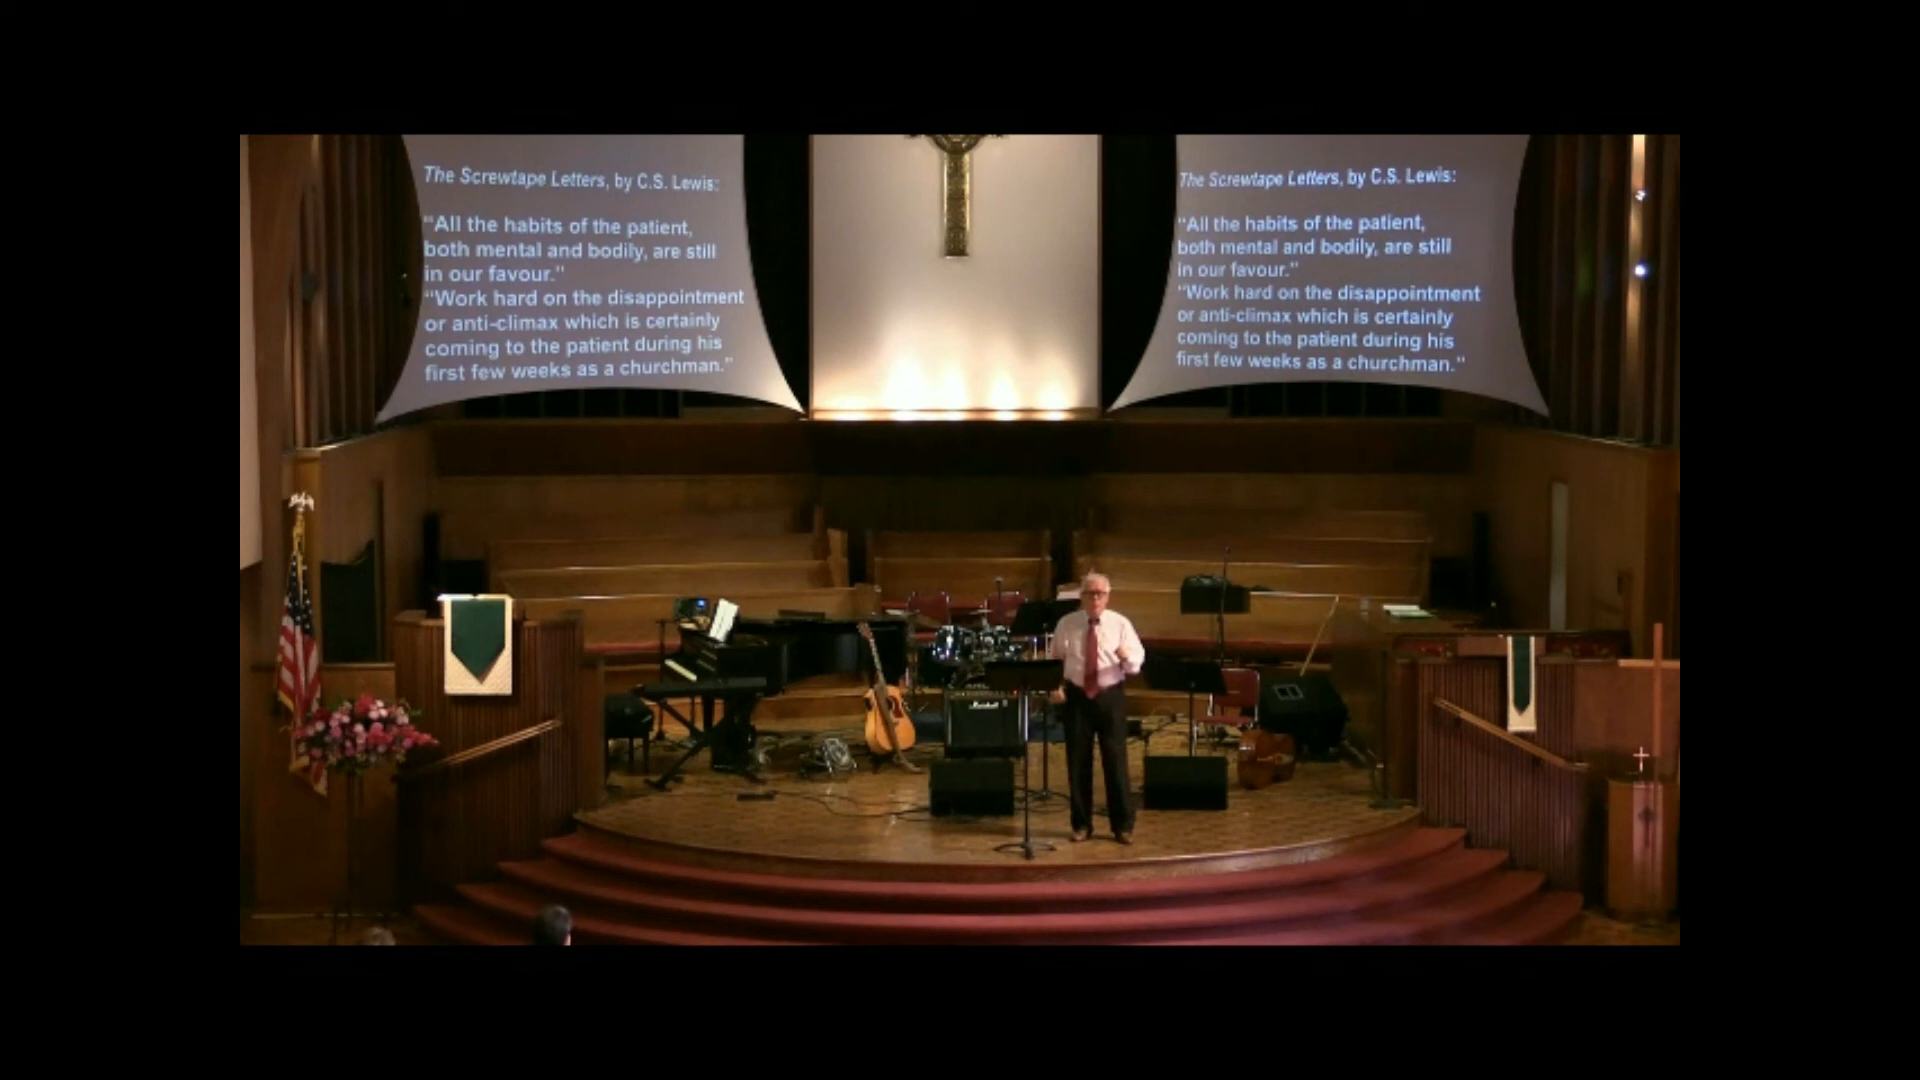 The Screwtape Letters, by C.S. Lewis:
"All the habits of the patient,
both mental and bodily, are still
in our favour."
"Work hard on the disappointment
or anti-climax which is certainly
coming to the patient during his
first few weeks as a churchman."
The Screwtape Letters, by C.S. Lewis:
"All the habits of the patient,
both mental and bodily, are still
in our favour."
"Work hard on the disappointment
or anti-climax which is certainly
coming to the patient during his
first few weeks as a churchman."
Marshall